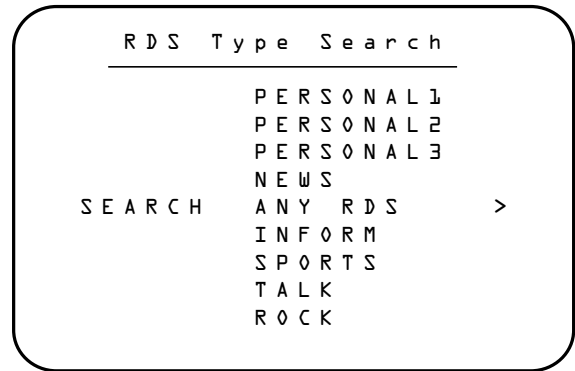 RDS Type Search
PERSONAL1
PERSONAL2
PERSONAL3
NEWS
SEARCH ANY RDS >
INFORM
SPORTS
TALK
ROCK